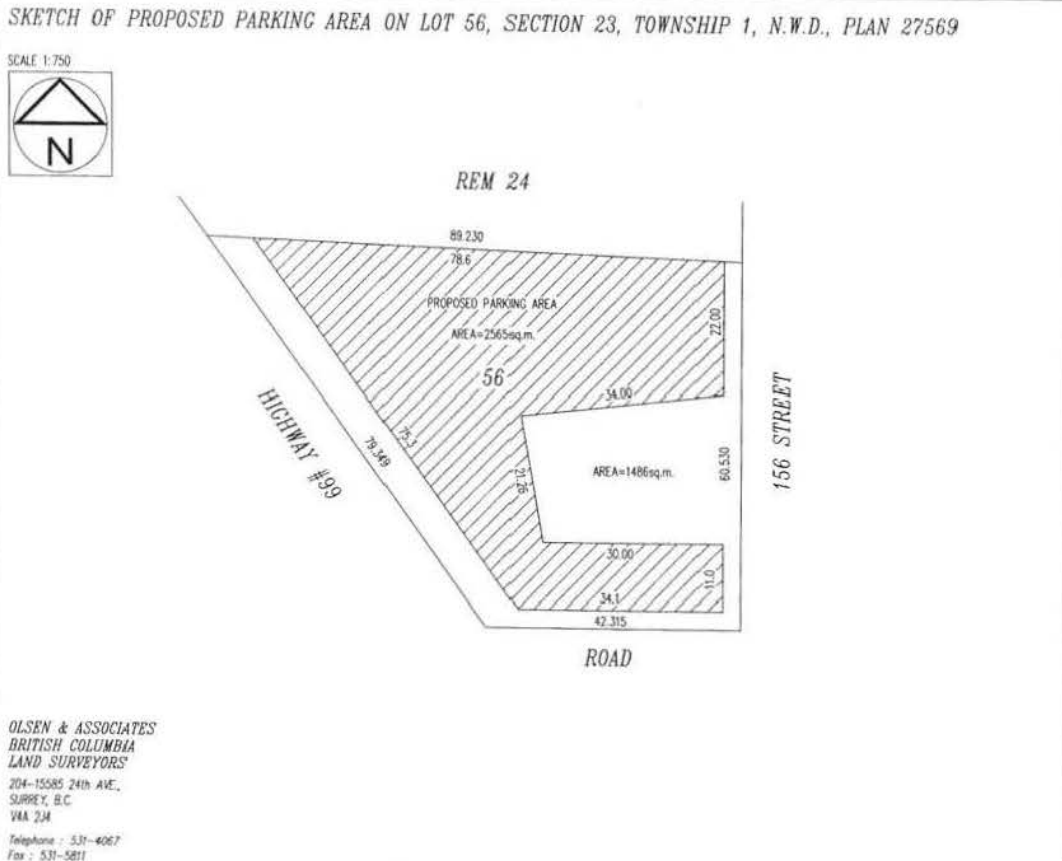 SKETCH OF PROPOSED PARKING AREA ON LOT 56, SECTION 23, TOWNSHIP 1, N.W.D., PLAN 27569
SCALE 1:750
N
REM 24
89.230
78.6
PROPOSED PARKING AREA
AREA=2565sq.m.
22.00
56
34.00
HIGHWAY #99
79.349
75.3
21.26
AREA=1486sq.m.
60.530
156 STREET
30.00
11.0
34.1
42.315
ROAD
OLSEN & ASSOCIATES
BRITISH COLUMBIA
LAND SURVEYORS
204-15585 24th AVE.,
SURREY, B.C.
V4A 2J4
Telephone : 531-4067
Fax : 531-5811